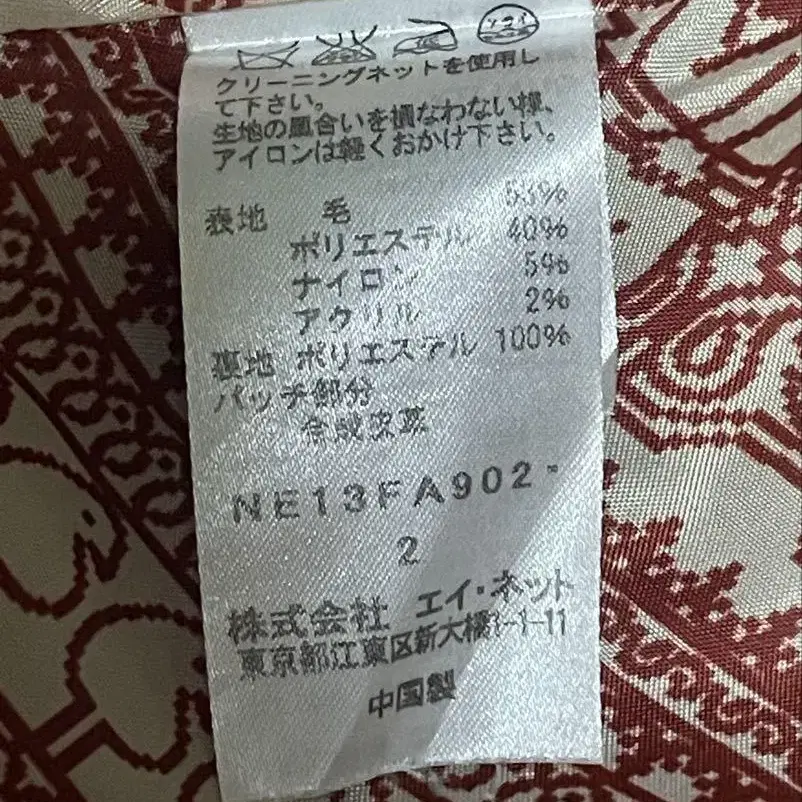 クリーニングネットを使用し
て下さい。
生地の風合いを損なわない様、
アイロンは軽くおかけ下さい。
表地 毛 53%
ポリエステル 40%
ナイロン 5%
アクリル 2%
裏地 ポリエステル 100%
パッチ部分
合成皮革
NE13FA902-
2
株式会社 エイ・ネット
東京都江東区新大橋1-1-11
中国製